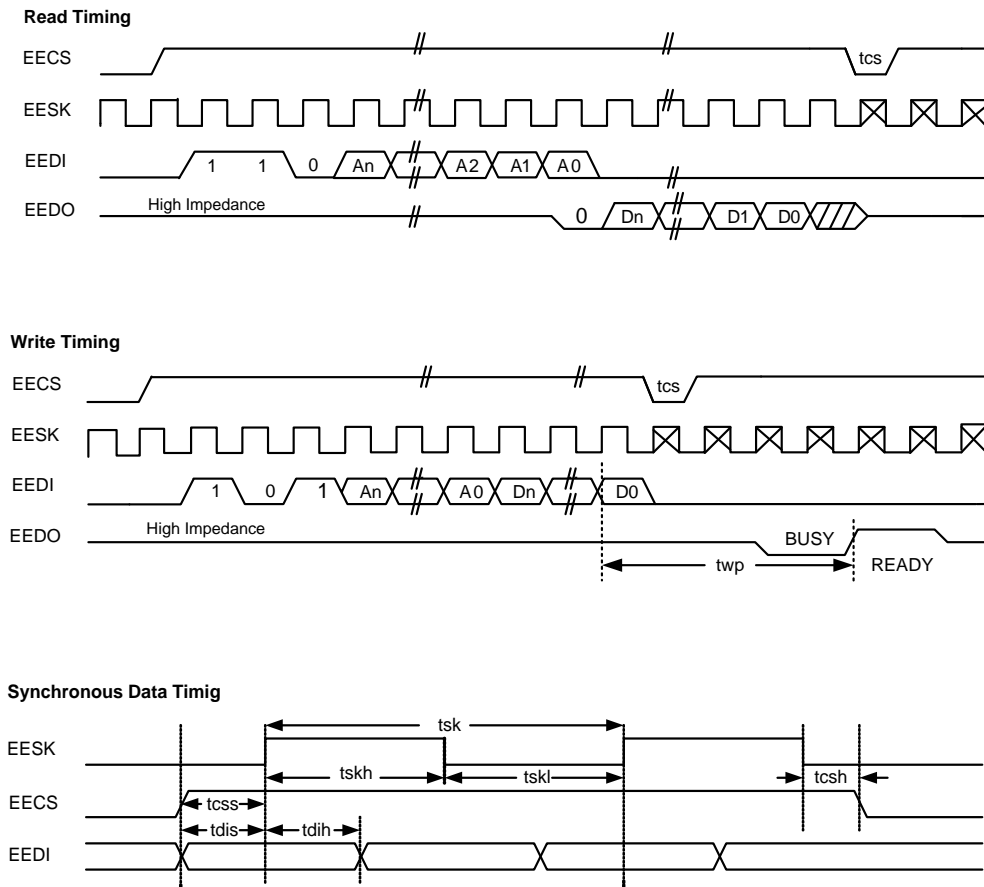 Read Timing
EECS
tcs
EESK
EEDI
1 1 0 An A2 A1 A0
EEDO
High Impedance
0 Dn D1 D0
Write Timing
EECS
tcs
EESK
EEDI
1 0 1 An A0 Dn D0
EEDO
High Impedance
BUSY
twp
READY
Synchronous Data Timig
tsk
EESK
tskh
tskl
tcsh
EECS
tcss
tdis
tdih
EEDI